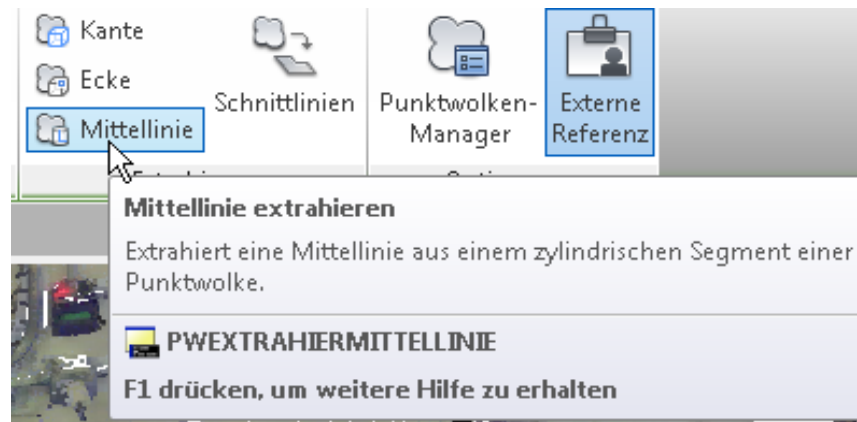 Kante
Ecke
Mittellinie
Schnittlinien
Punktwolken-
Manager
Externe
Referenz
Mittellinie extrahieren
Extrahiert eine Mittellinie aus einem zylindrischen Segment einer
Punktwolke.
PWEXTRAHIERMITTELLINIE
F1 drücken, um weitere Hilfe zu erhalten